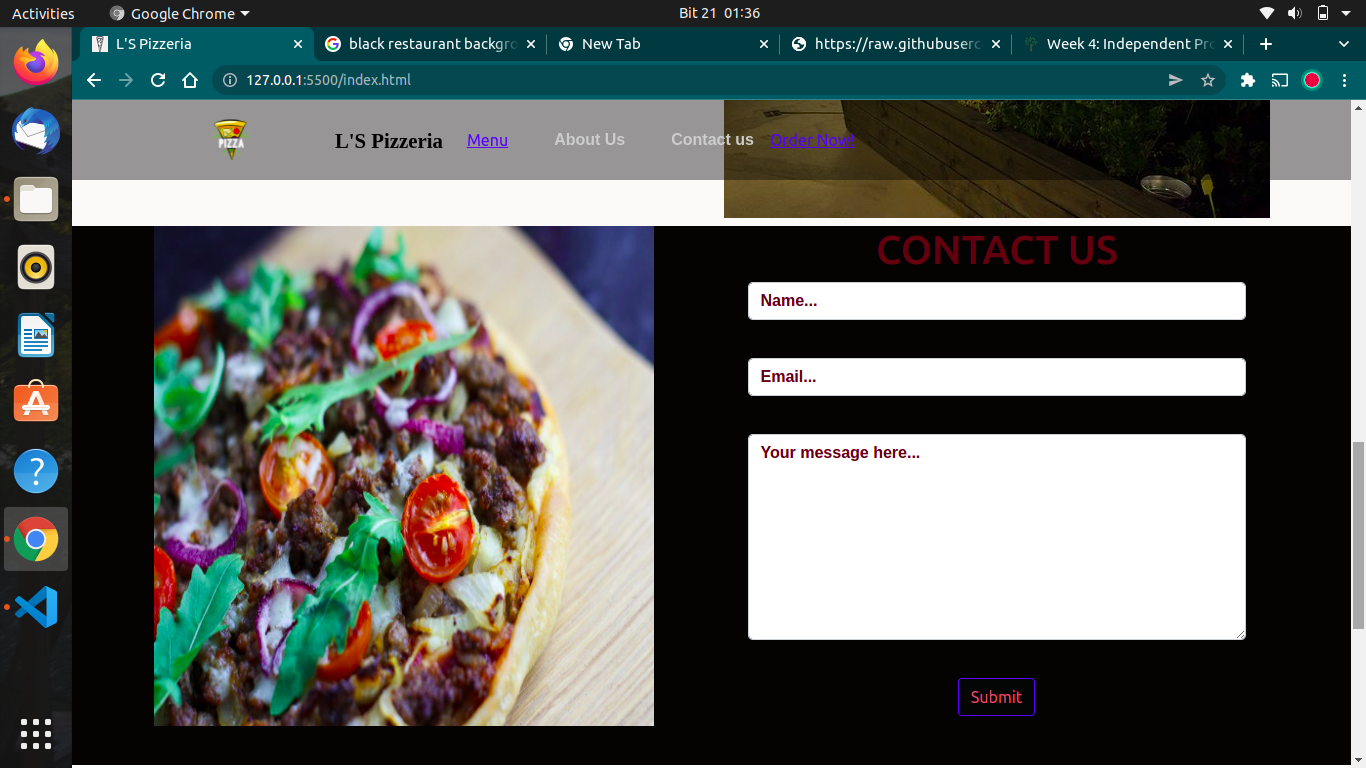 Activities Google Chrome Bit 21 01:36
L'S Pizzeria black restaurant backgro New Tab https://raw.githubuserc Week 4: Independent Pro
127.0.0.1:5500/index.html
PIZZA L'S Pizzeria Menu About Us Contact us Order Now!
CONTACT US
Name...
Email...
Your message here...
Submit